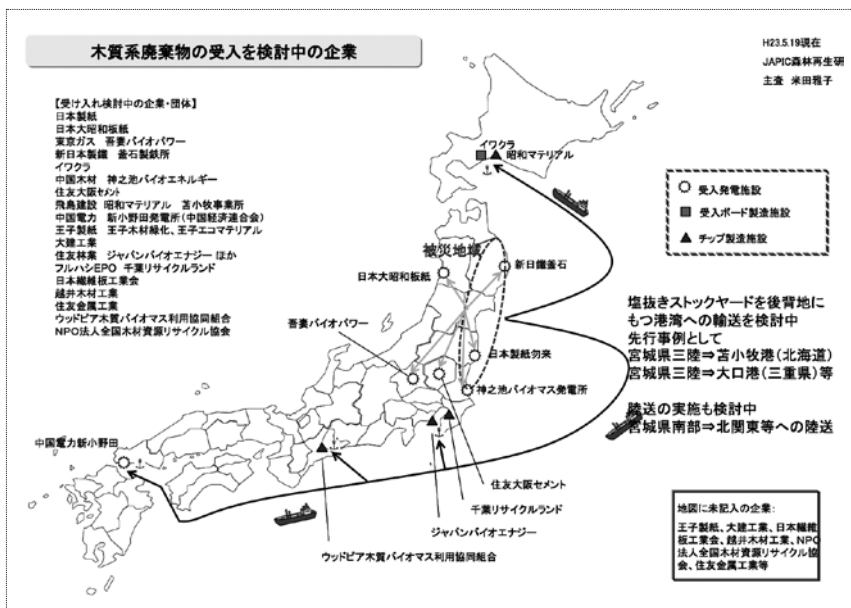 木質系廃棄物の受入を検討中の企業
H23.5.19現在
JAPIC森林再生研
主査 米田雅子
【受け入れ検討中の企業・団体】
日本製紙
日本大昭和板紙
東京ガス 吾妻バイオパワー
新日本製鐵 釜石製鉄所
イワクラ
中国木材 神之池バイオエネルギー
住友大阪セメント
飛島建設 昭和マテリアル 苫小牧事業所
中国電力 新小野田発電所(中国経済連合会)
王子製紙 王子木材緑化、王子エコマテリアル
大建工業
住友林業 ジャパンバイオエナジー ほか
フルハシEPO 千葉リサイクルランド
日本繊維板工業会
越井木材工業
住友金属工業
ウッドピア木質バイオマス利用協同組合
NPO法人全国木材資源リサイクル協会
イワクラ
昭和マテリアル
受入発電施設
受入ボード製造施設
チップ製造施設
被災地域
日本大昭和板紙
新日鐵釜石
吾妻バイオパワー
日本製紙勿来
神之池バイオマス発電所
塩抜きストックヤードを後背地に
もつ港湾への輸送を検討中
先行事例として
宮城県三陸⇒苫小牧港(北海道)
宮城県三陸⇒大口港(三重県)等
陸送の実施も検討中
宮城県南部⇒北関東等への陸送
中国電力新小野田
住友大阪セメント
千葉リサイクルランド
ジャパンバイオエナジー
ウッドピア木質バイオマス利用協同組合
地図に未記入の企業:
王子製紙、大建工業、日本繊維
板工業会、越井木材工業、NPO
法人全国木材資源リサイクル協
会、住友金属工業等